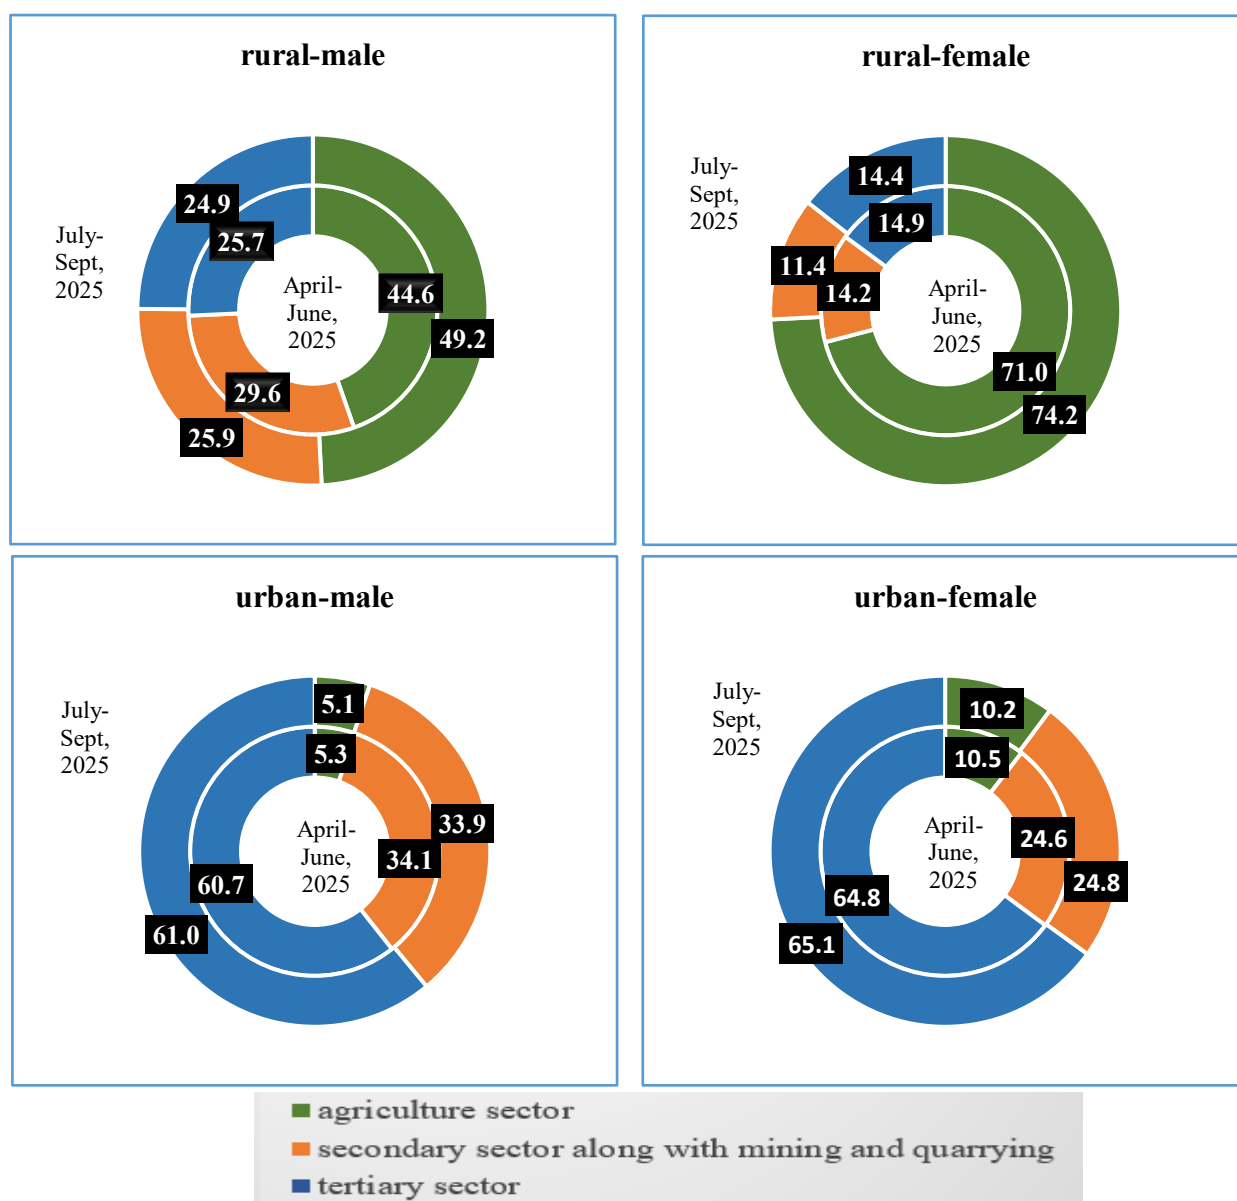 rural-male
24.9
25.7
July-
Sept,
2025
April-
June,
2025
44.6
49.2
29.6
25.9
rural-female
July-
Sept,
2025
14.4
14.9
11.4
14.2
April-
June,
2025
71.0
74.2
urban-male
July-
Sept,
2025
5.1
5.3
April-
June,
2025
33.9
34.1
60.7
61.0
urban-female
July-
Sept,
2025
10.2
10.5
April-
June,
2025
24.6
24.8
64.8
65.1
agriculture sector
secondary sector along with mining and quarrying
tertiary sector